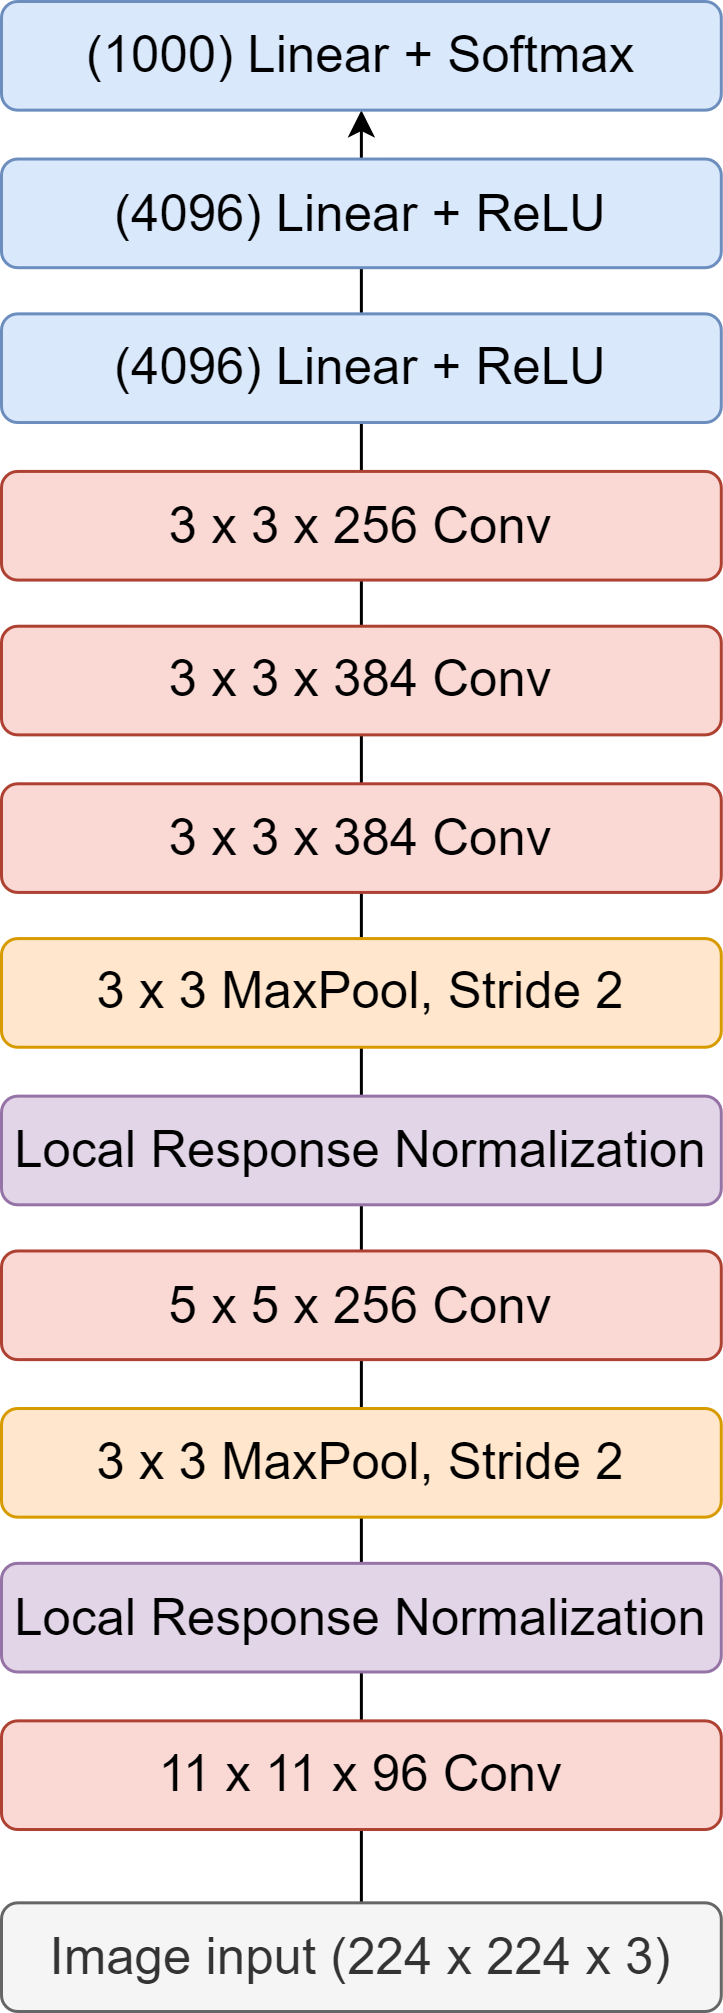 (1000) Linear + Softmax
(4096) Linear + ReLU
(4096) Linear + ReLU
3 x 3 x 256 Conv
3 x 3 x 384 Conv
3 x 3 x 384 Conv
3 x 3 MaxPool, Stride 2
Local Response Normalization
5 x 5 x 256 Conv
3 x 3 MaxPool, Stride 2
Local Response Normalization
11 x 11 x 96 Conv
Image input (224 x 224 x 3)